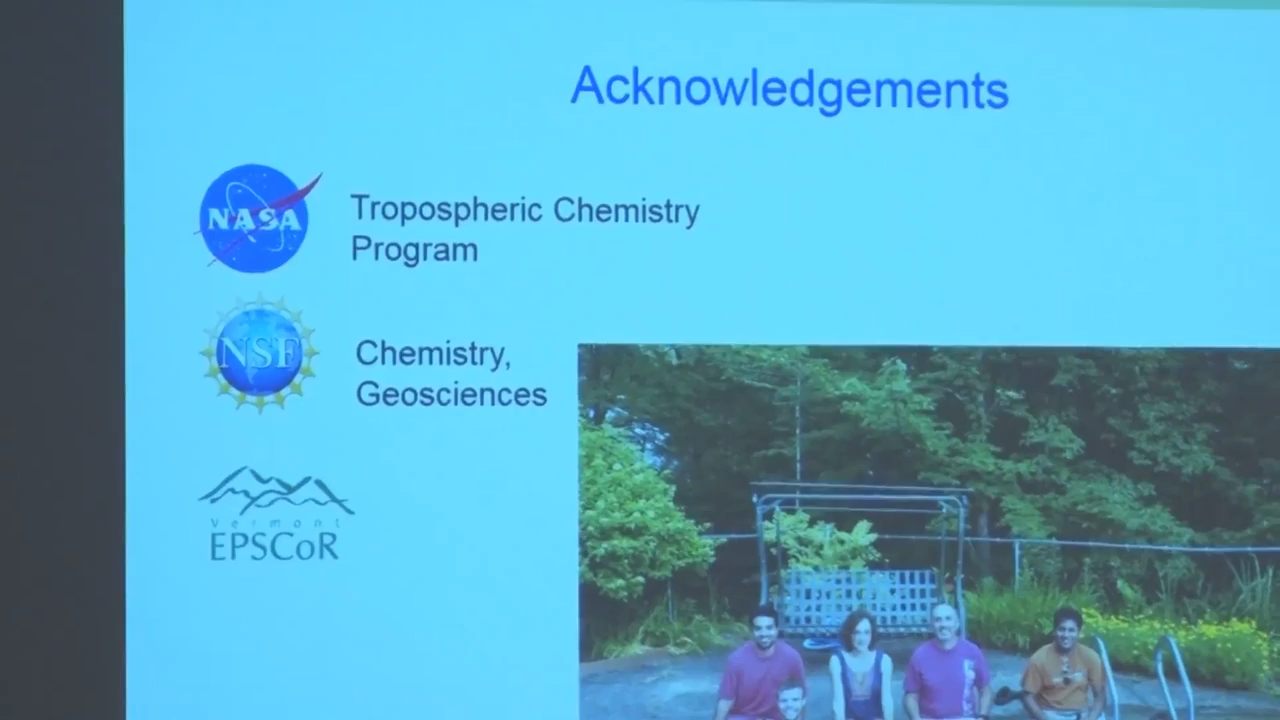 Acknowledgements
NASA
Tropospheric Chemistry
Program
NSF
Chemistry,
Geosciences
Vermont
EPSCoR